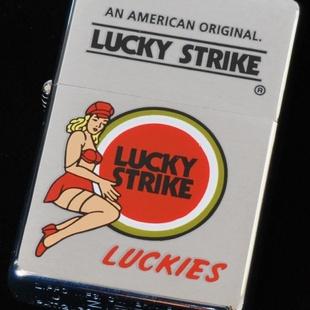 AN AMERICAN ORIGINAL.
LUCKY STRIKE
®
LUCKY
STRIKE
LUCKIES